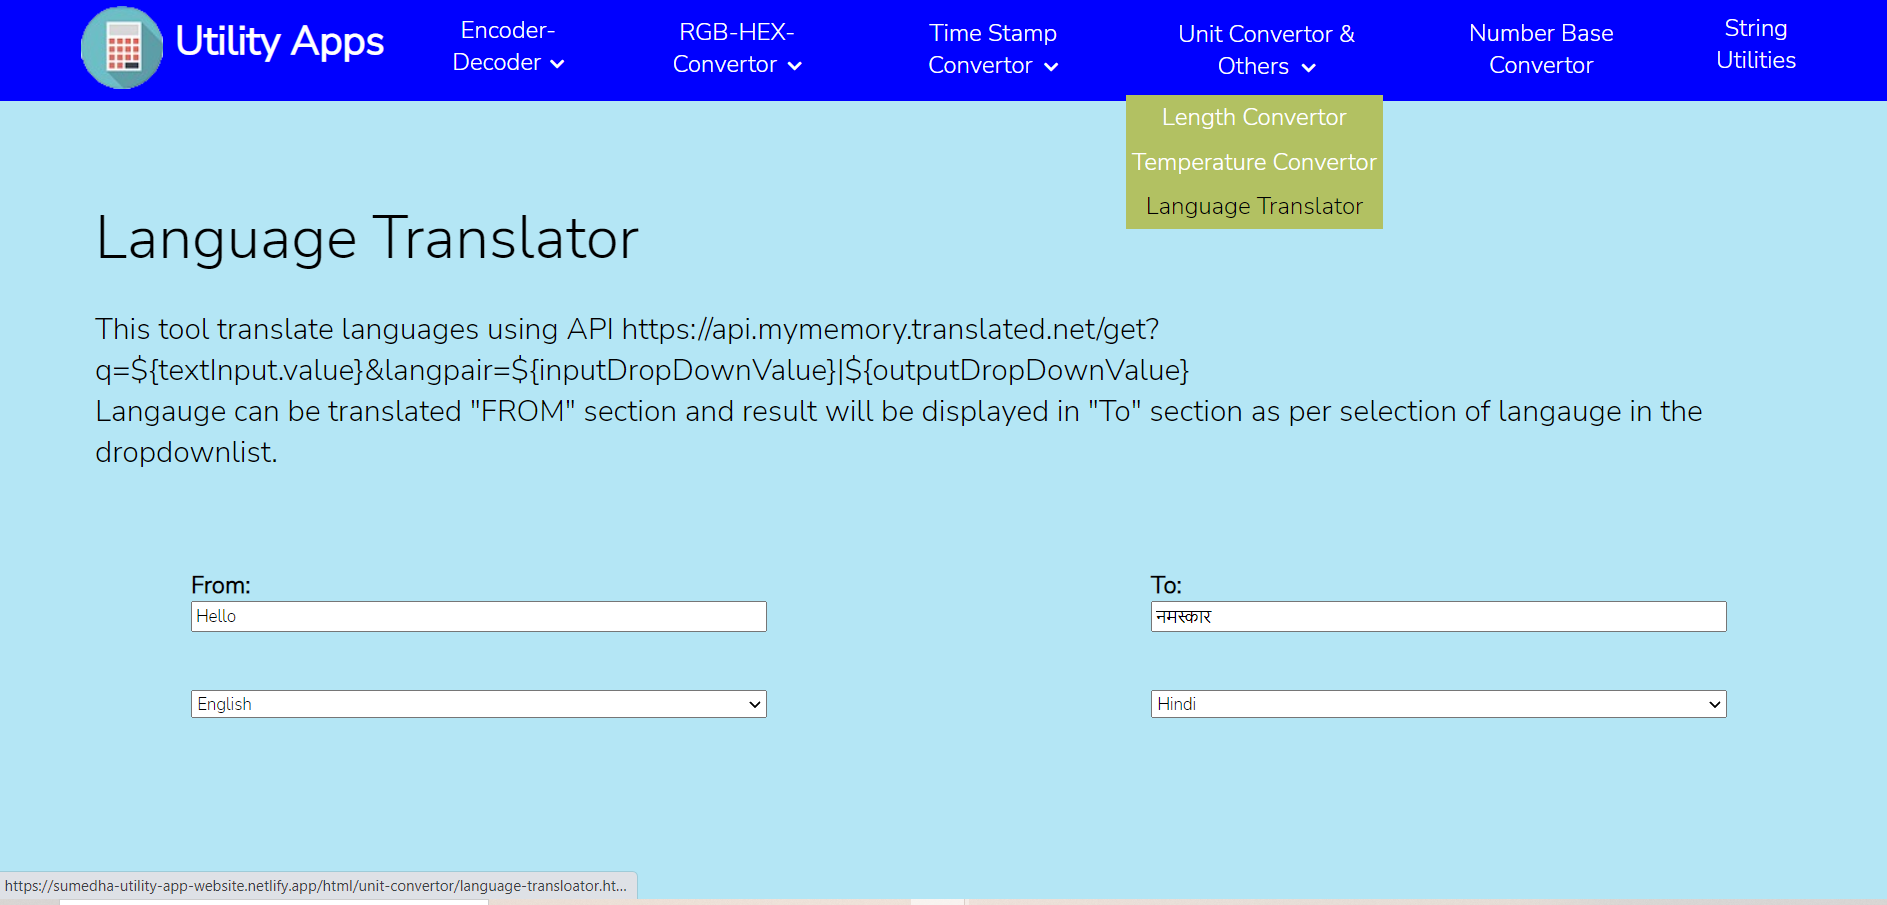 Utility Apps
Encoder-
Decoder
RGB-HEX-
Convertor
Time Stamp
Convertor
Unit Convertor &
Others
Number Base
Convertor
String
Utilities
Length Convertor
Temperature Convertor
Language Translator
Language Translator
This tool translate languages using API https://api.mymemory.translated.net/get?
q=${textInput.value}&langpair=${inputDropDownValue}|${outputDropDownValue}
Langauge can be translated "FROM" section and result will be displayed in "To" section as per selection of langauge in the
dropdownlist.
From:
Hello
English
To:
नमस्कार
Hindi
https://sumedha-utility-app-website.netlify.app/html/unit-convertor/language-transloator.ht...